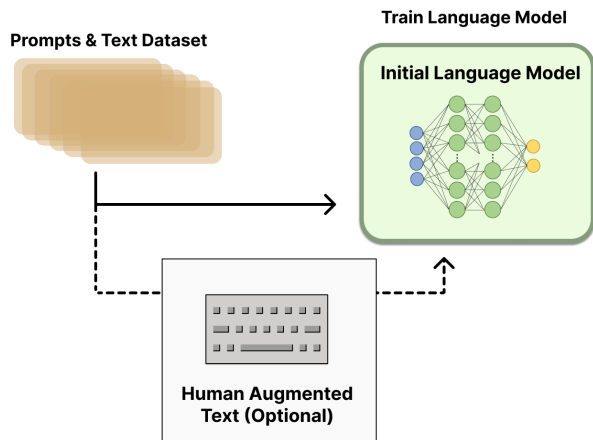 Train Language Model
Prompts & Text Dataset
Initial Language Model
Human Augmented
Text (Optional)